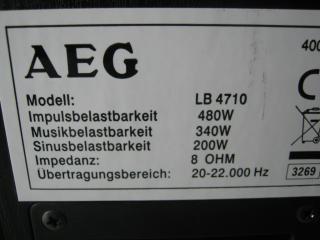 AEG
400
Modell: LB 4710
Impulsbelastbarkeit 480W
Musikbelastbarkeit 340W
Sinusbelastbarkeit 200W
Impedanz: 8 OHM
Übertragungsbereich: 20-22.000 Hz
3269